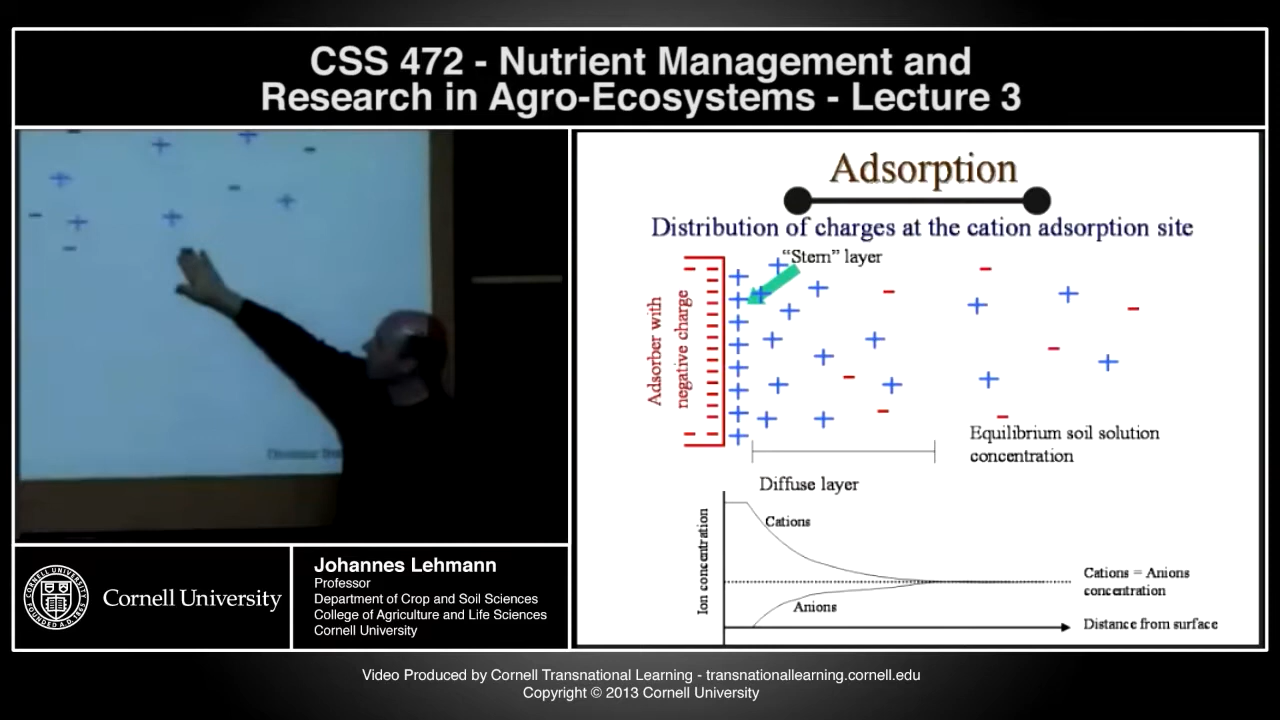 CSS 472 - Nutrient Management and
Research in Agro-Ecosystems - Lecture 3
Adsorption
Distribution of charges at the cation adsorption site
“Stern” layer
Adsorber with
negative charge
Equilibrium soil solution
concentration
Diffuse layer
Ion concentration
Cations
Anions
Cations = Anions
concentration
Distance from surface
CORNELL UNIVERSITY
Cornell University
Johannes Lehmann
Professor
Department of Crop and Soil Sciences
College of Agriculture and Life Sciences
Cornell University
Video Produced by Cornell Transnational Learning - transnationallearning.cornell.edu
Copyright © 2013 Cornell University